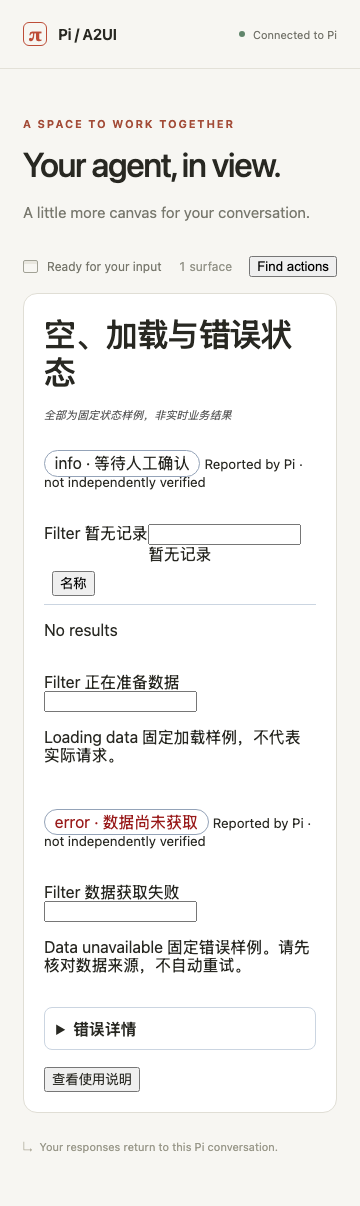 π Pi / A2UI
Connected to Pi
A SPACE TO WORK TOGETHER
Your agent, in view.
A little more canvas for your conversation.
Ready for your input 1 surface Find actions
空、加载与错误状
态
全部为固定状态样例，非实时业务结果
info · 等待人工确认 Reported by Pi ·
not independently verified
Filter 暂无记录
暂无记录
名称
No results
Filter 正在准备数据
Loading data 固定加载样例，不代表
实际请求。
error · 数据尚未获取 Reported by Pi ·
not independently verified
Filter 数据获取失败
Data unavailable 固定错误样例。请先
核对数据来源，不自动重试。
错误详情
查看使用说明
Your responses return to this Pi conversation.